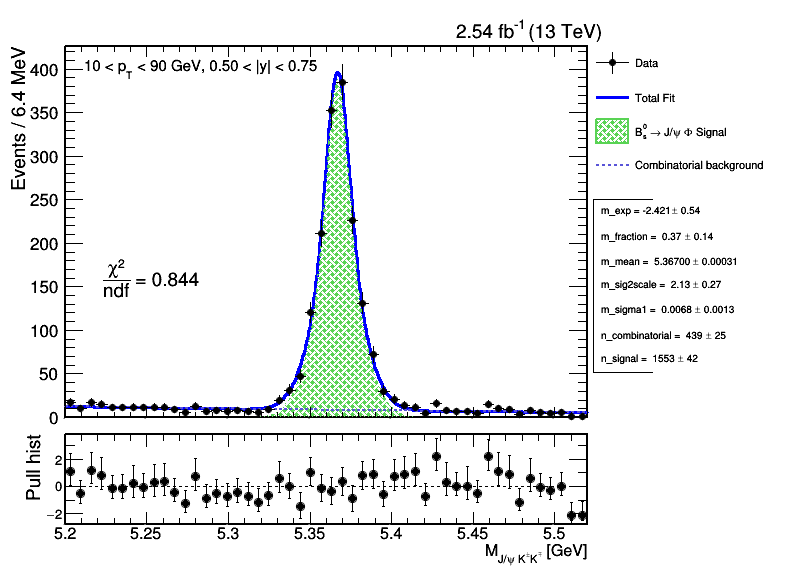 2.54 fb⁻¹ (13 TeV)
Events / 6.4 MeV
10 < p_T < 90 GeV, 0.50 < |y| < 0.75
400
350
300
250
200
150
100
50
0
χ²/ndf = 0.844
Data
Total Fit
B⁰ₛ → J/ψ Φ Signal
Combinatorial background
m_exp = -2.421 ± 0.54
m_fraction = 0.37 ± 0.14
m_mean = 5.36700 ± 0.00031
m_sig2scale = 2.13 ± 0.27
m_sigma1 = 0.0068 ± 0.0013
n_combinatorial = 439 ± 25
n_signal = 1553 ± 42
Pull hist
2
0
−2
5.2 5.25 5.3 5.35 5.4 5.45 5.5
M_{J/ψ K^±K^∓} [GeV]